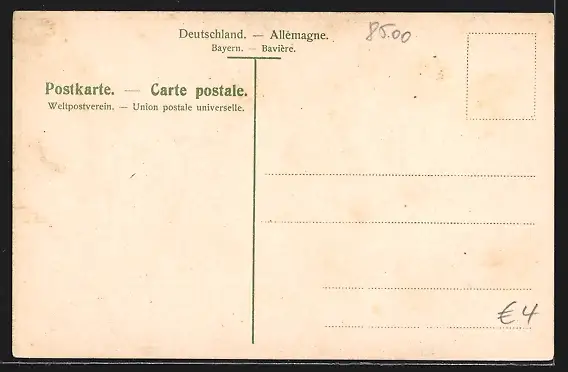 Deutschland. — Allemagne.
85.00
Bayern. — Bavière.
Postkarte. — Carte postale.
Weltpostverein. — Union postale universelle.
€ 4